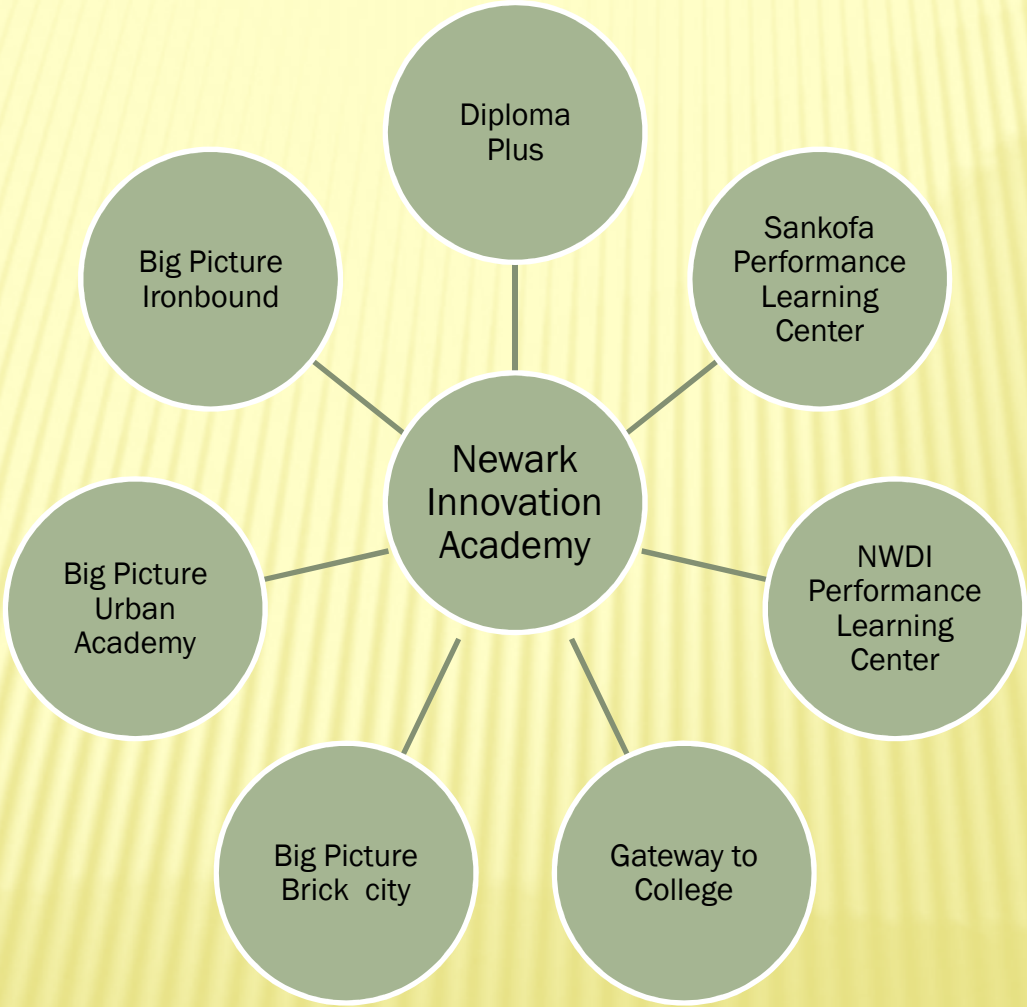 Diploma
Plus
Sankofa
Performance
Learning
Center
NWDI
Performance
Learning
Center
Gateway to
College
Big Picture
Brick  city
Big Picture
Urban
Academy
Big Picture
Ironbound
Newark
Innovation
Academy